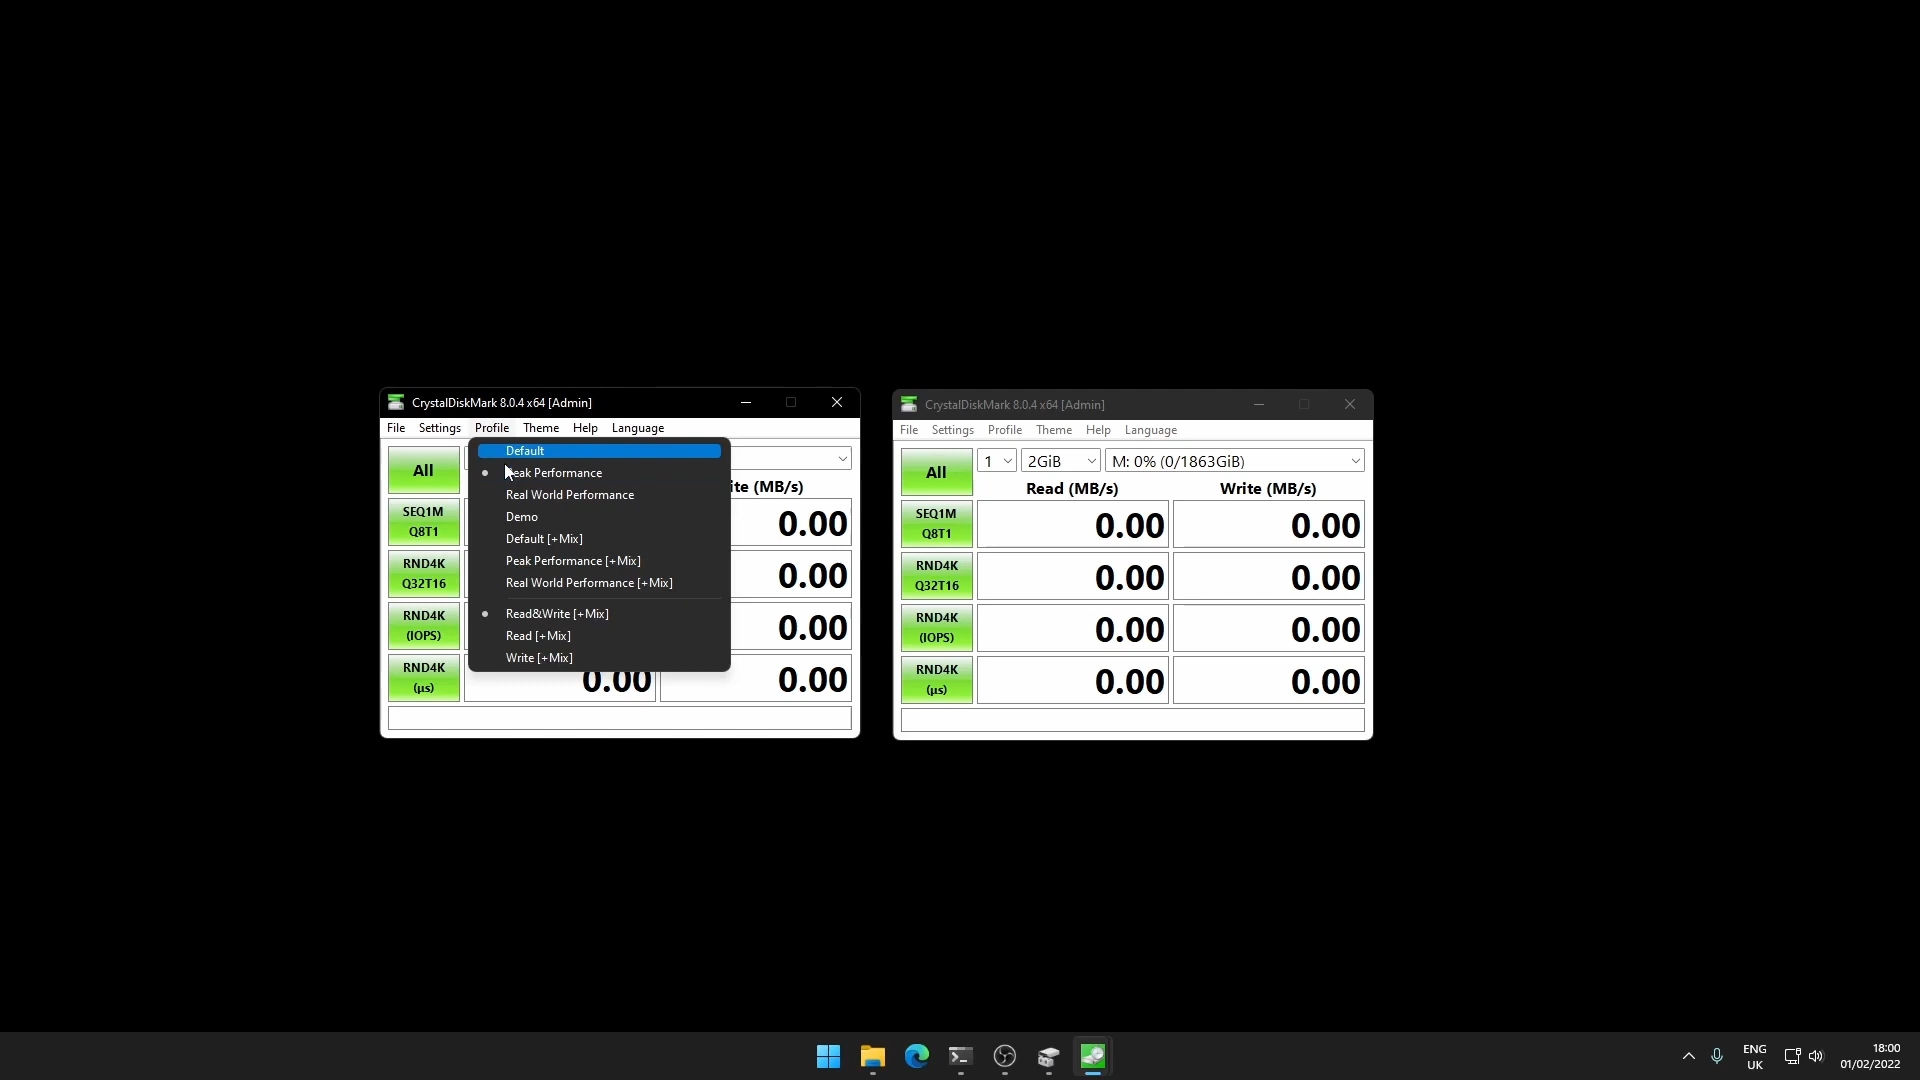 CrystalDiskMark 8.0.4 x64 [Admin]
File Settings Profile Theme Help Language
All
(MB/s)
SEQ1M
Q8T1
0.00
RND4K
Q32T16
0.00
RND4K
(IOPS)
0.00
RND4K
(µs)
0.00 0.00
Default
Peak Performance
Real World Performance
Demo
Default [+Mix]
Peak Performance [+Mix]
Real World Performance [+Mix]
Read&Write [+Mix]
Read [+Mix]
Write [+Mix]
CrystalDiskMark 8.0.4 x64 [Admin]
File Settings Profile Theme Help Language
All 1 2GiB M: 0% (0/1863GiB)
Read (MB/s) Write (MB/s)
SEQ1M
Q8T1
0.00 0.00
RND4K
Q32T16
0.00 0.00
RND4K
(IOPS)
0.00 0.00
RND4K
(µs)
0.00 0.00
ENG
UK
18:00
01/02/2022